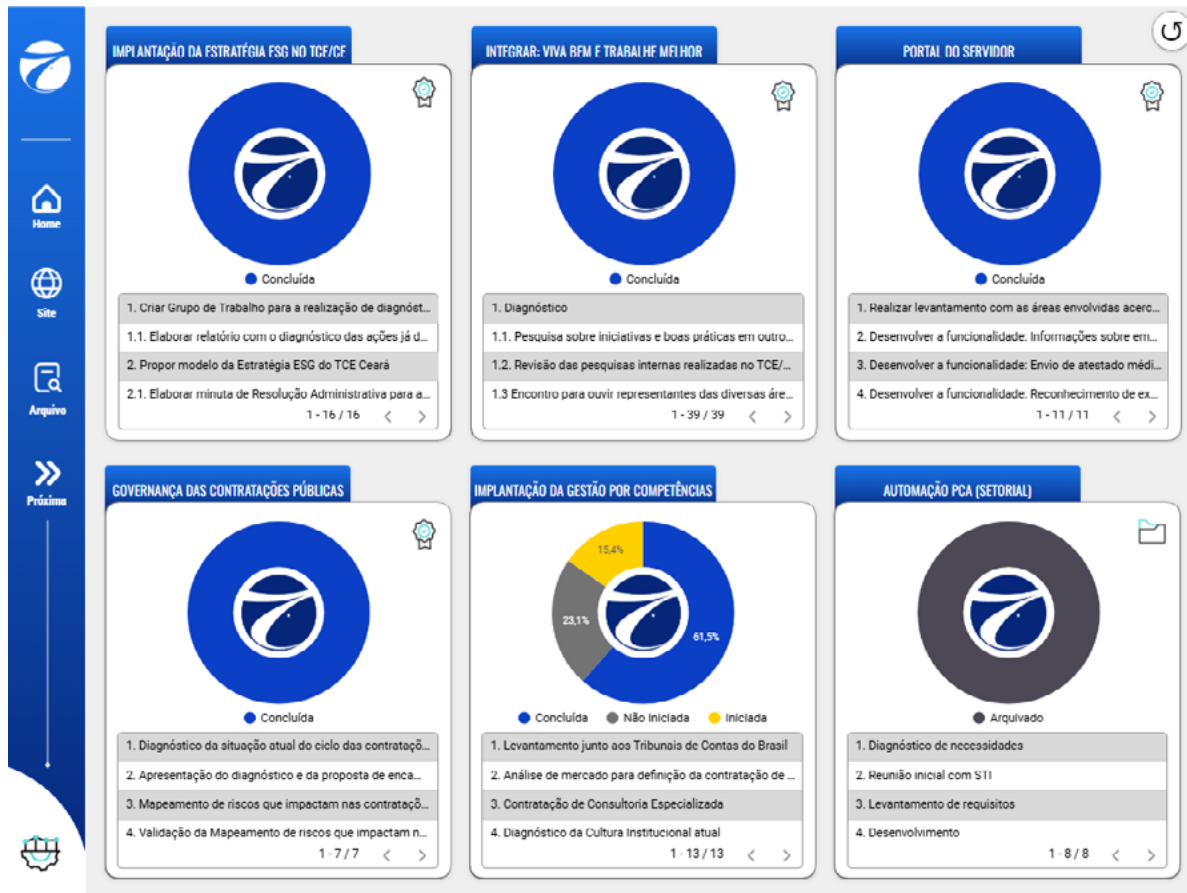 Home
Site
Arquivo
Próxima
IMPLANTAÇÃO DA ESTRATÉGIA ESG NO TCE/CE
Concluída
1. Criar Grupo de Trabalho para a realização de diagnóst...
1.1. Elaborar relatório com o diagnóstico das ações já d...
2. Propor modelo da Estratégia ESG do TCE Ceará
2.1. Elaborar minuta de Resolução Administrativa para a...
1 - 16 / 16
INTEGRAR: VIVA BEM E TRABALHE MELHOR
Concluída
1. Diagnóstico
1.1. Pesquisa sobre iniciativas e boas práticas em outro...
1.2. Revisão das pesquisas internas realizadas no TCE/...
1.3 Encontro para ouvir representantes das diversas áre...
1 - 39 / 39
PORTAL DO SERVIDOR
Concluída
1. Realizar levantamento com as áreas envolvidas acerc...
2. Desenvolver a funcionalidade: Informações sobre em...
3. Desenvolver a funcionalidade: Envio de atestado médi...
4. Desenvolver a funcionalidade: Reconhecimento de ex...
1 - 11 / 11
GOVERNANÇA DAS CONTRATAÇÕES PÚBLICAS
Concluída
1. Diagnóstico da situação atual do ciclo das contrataçõ...
2. Apresentação do diagnóstico e da proposta de enca...
3. Mapeamento de riscos que impactam nas contrataçõ...
4. Validação da Mapeamento de riscos que impactam n...
1 - 7 / 7
IMPLANTAÇÃO DA GESTÃO POR COMPETÊNCIAS
15,4%
23,1%
61,5%
Concluída Não Iniciada Iniciada
1. Levantamento junto aos Tribunais de Contas do Brasil
2. Análise de mercado para definição da contratação de ...
3. Contratação de Consultoria Especializada
4. Diagnóstico da Cultura Institucional atual
1 - 13 / 13
AUTOMAÇÃO PCA (SETORIAL)
Arquivado
1. Diagnóstico de necessidades
2. Reunião inicial com STI
3. Levantamento de requisitos
4. Desenvolvimento
1 - 8 / 8